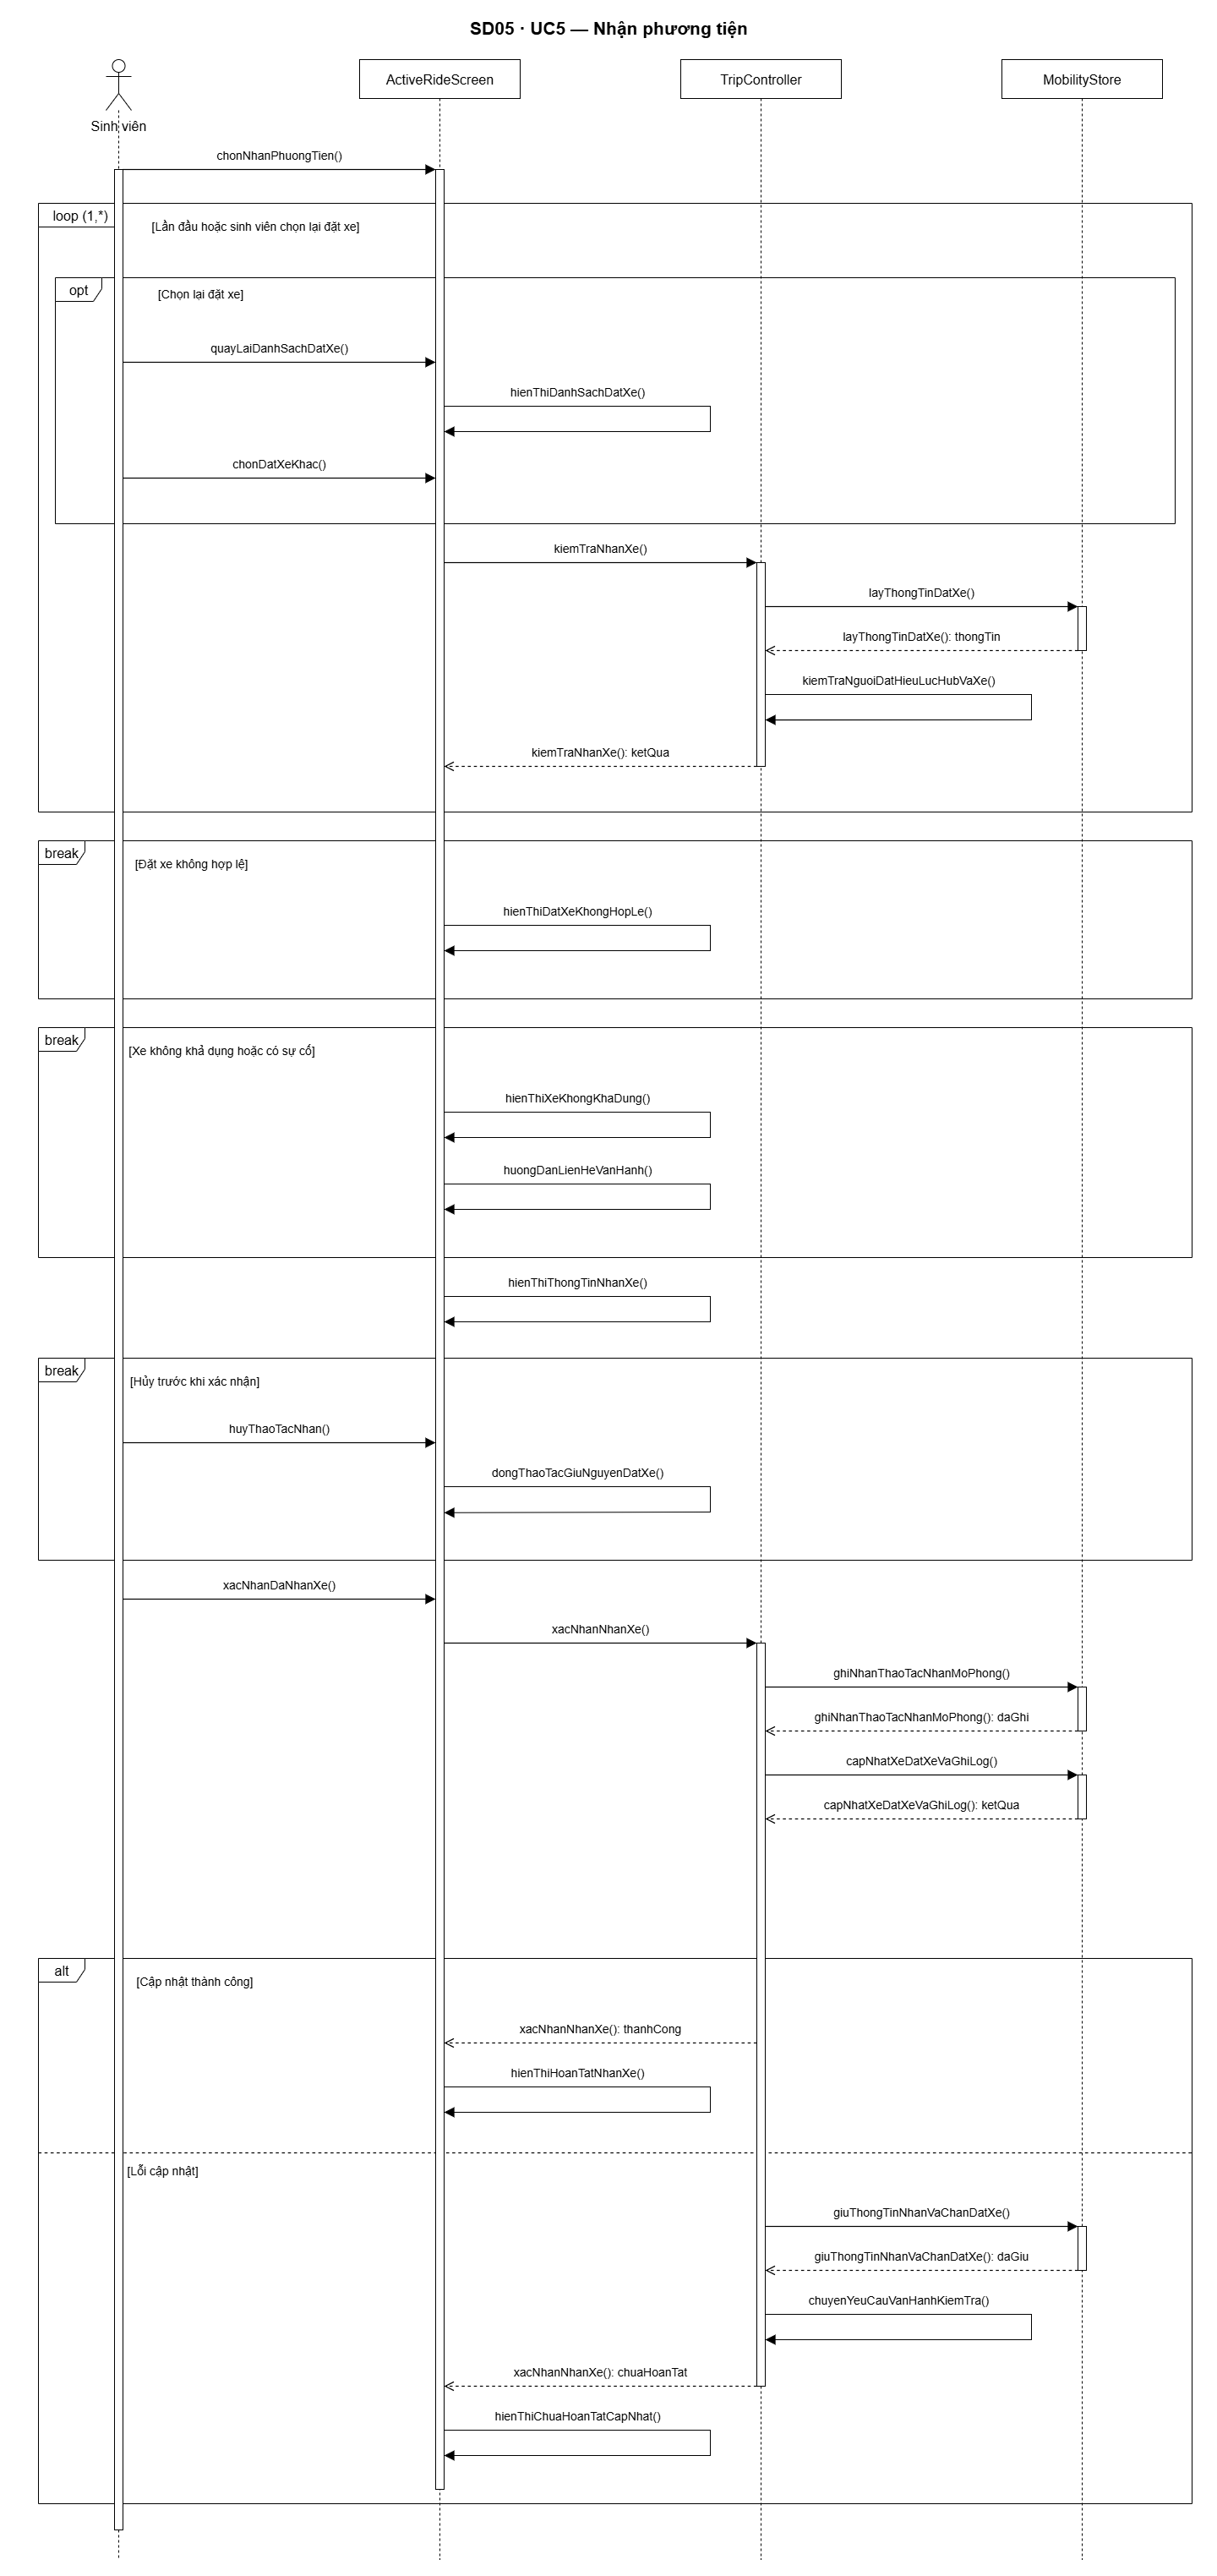 SD05 · UC5 — Nhận phương tiện
Sinh viên
ActiveRideScreen
TripController
MobilityStore
chonNhanPhuongTien()
loop (1,*)
[Lần đầu hoặc sinh viên chọn lại đặt xe]
opt
[Chọn lại đặt xe]
quayLaiDanhSachDatXe()
hienThiDanhSachDatXe()
chonDatXeKhac()
kiemTraNhanXe()
layThongTinDatXe()
layThongTinDatXe(): thongTin
kiemTraNguoiDatHieuLucHubVaXe()
kiemTraNhanXe(): ketQua
break
[Đặt xe không hợp lệ]
hienThiDatXeKhongHopLe()
break
[Xe không khả dụng hoặc có sự cố]
hienThiXeKhongKhaDung()
huongDanLienHeVanHanh()
hienThiThongTinNhanXe()
break
[Hủy trước khi xác nhận]
huyThaoTacNhan()
dongThaoTacGiuNguyenDatXe()
xacNhanDaNhanXe()
xacNhanNhanXe()
ghiNhanThaoTacNhanMoPhong()
ghiNhanThaoTacNhanMoPhong(): daGhi
capNhatXeDatXeVaGhiLog()
capNhatXeDatXeVaGhiLog(): ketQua
alt
[Cập nhật thành công]
xacNhanNhanXe(): thanhCong
hienThiHoanTatNhanXe()
[Lỗi cập nhật]
giuThongTinNhanVaChanDatXe()
giuThongTinNhanVaChanDatXe(): daGiu
chuyenYeuCauVanHanhKiemTra()
xacNhanNhanXe(): chuaHoanTat
hienThiChuaHoanTatCapNhat()